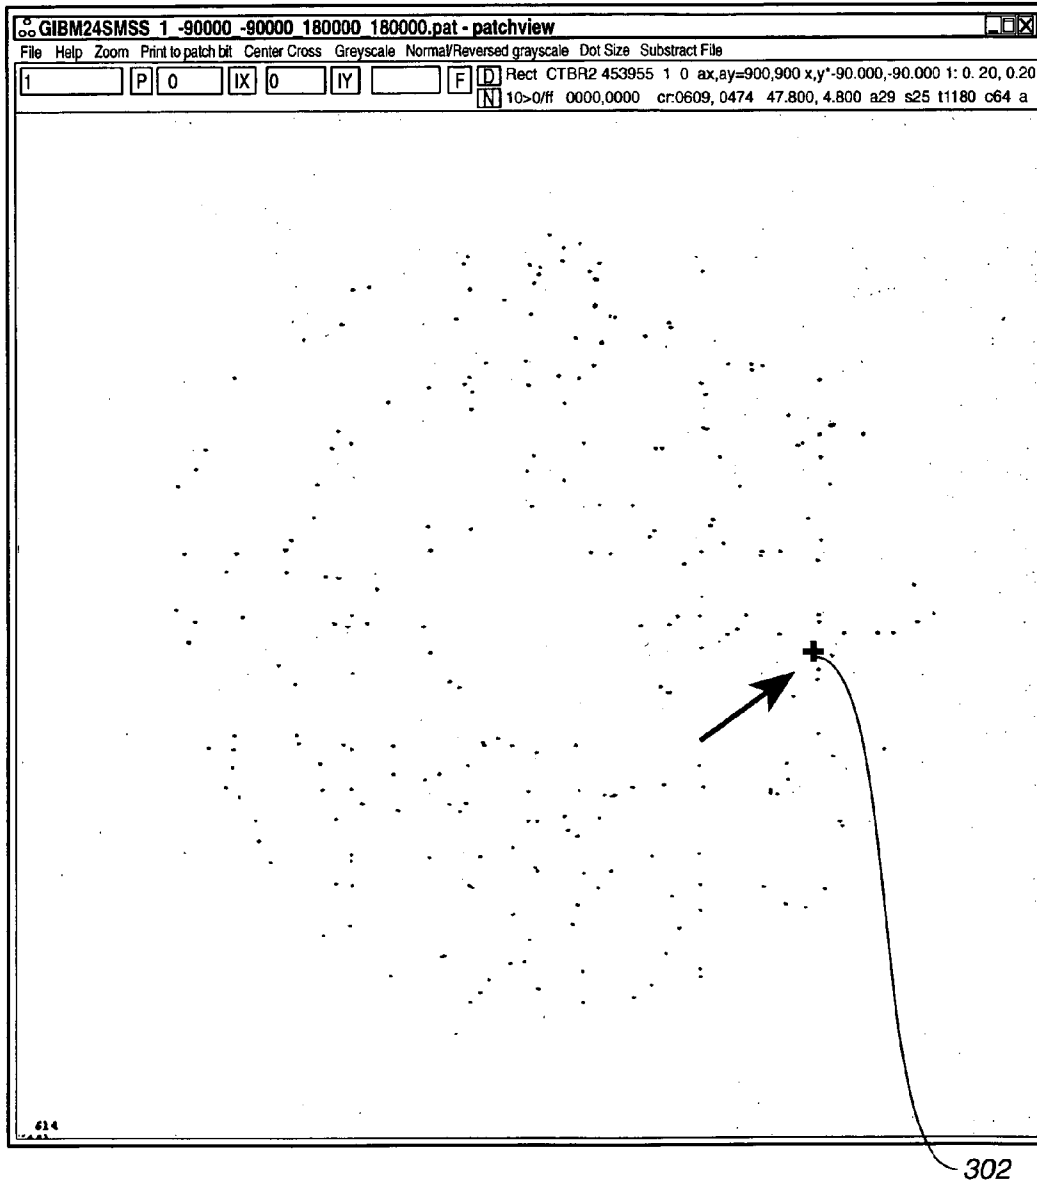 GIBM24SMSS_1_-90000_-90000_180000_180000.pat - patchview
File Help Zoom Print to patch bit Center Cross Greyscale Normal/Reversed grayscale Dot Size Substract File
1 P 0 IX 0 IY F D Rect CTBR2 453955 1 0 ax,ay=900,900 x,y*-90.000,-90.000 1: 0. 20, 0.20
N 10>0/ff 0000,0000 cr:0609, 0474 47.800, 4.800 a29 s25 t1180 c64 a
614
302